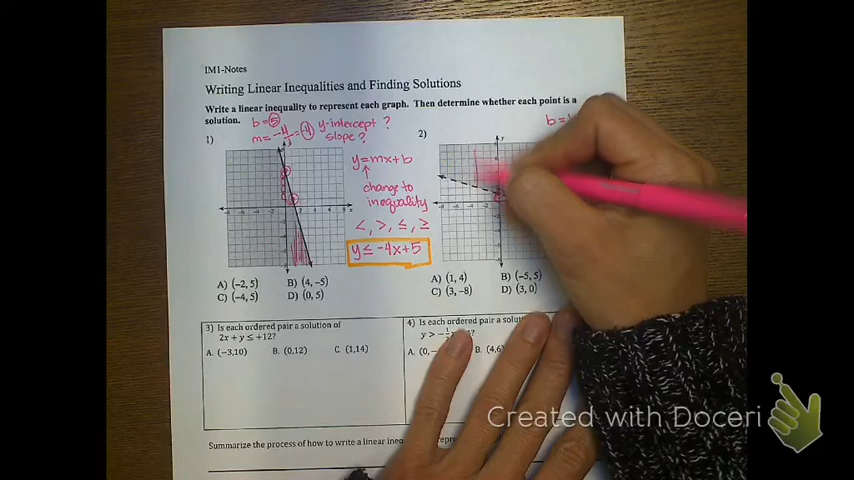 IM1-Notes
Writing Linear Inequalities and Finding Solutions
Write a linear inequality to represent each graph. Then determine whether each point is a
solution.
b = 5
m = -4/1 = -4
y-intercept ?
slope ?
b =
1)
2)
y = mx + b
change to
inequality
<, >, ≤, ≥
y ≤ -4x + 5
A) (-2, 5) B) (4, -5)
C) (-4, 5) D) (0, 5)
A) (1, 4) B) (-5, 5)
C) (3, -8) D) (3, 0)
3) Is each ordered pair a solution of
2x + y ≤ +12?
A. (-3,10) B. (0,12) C. (1,14)
4) Is each ordered pair a
y > -
A. (0, B. (4,6)
Created with Doceri
Summarize the process of how to write a linear